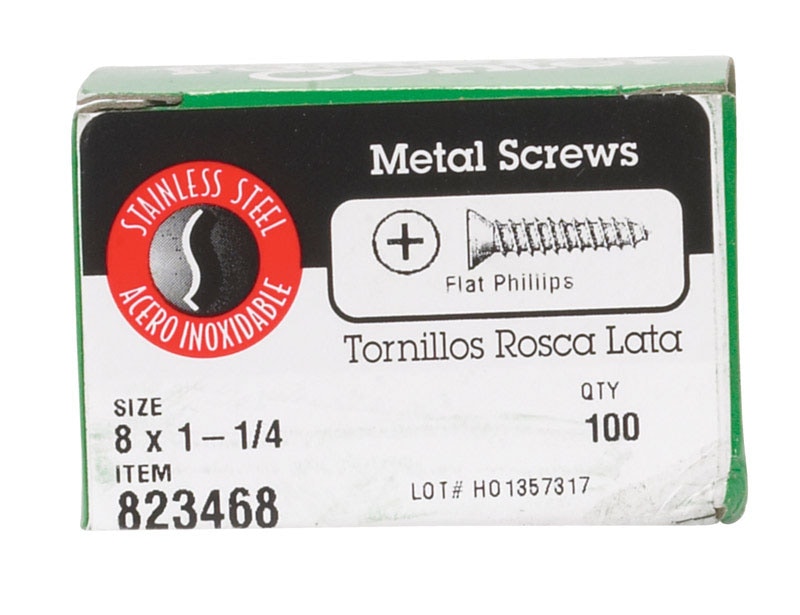 Center
Metal Screws
STAINLESS STEEL
ACERO INOXIDABLE
Flat Phillips
Tornillos Rosca Lata
SIZE
8 x 1-1/4
QTY
100
ITEM
823468
LOT# H01357317